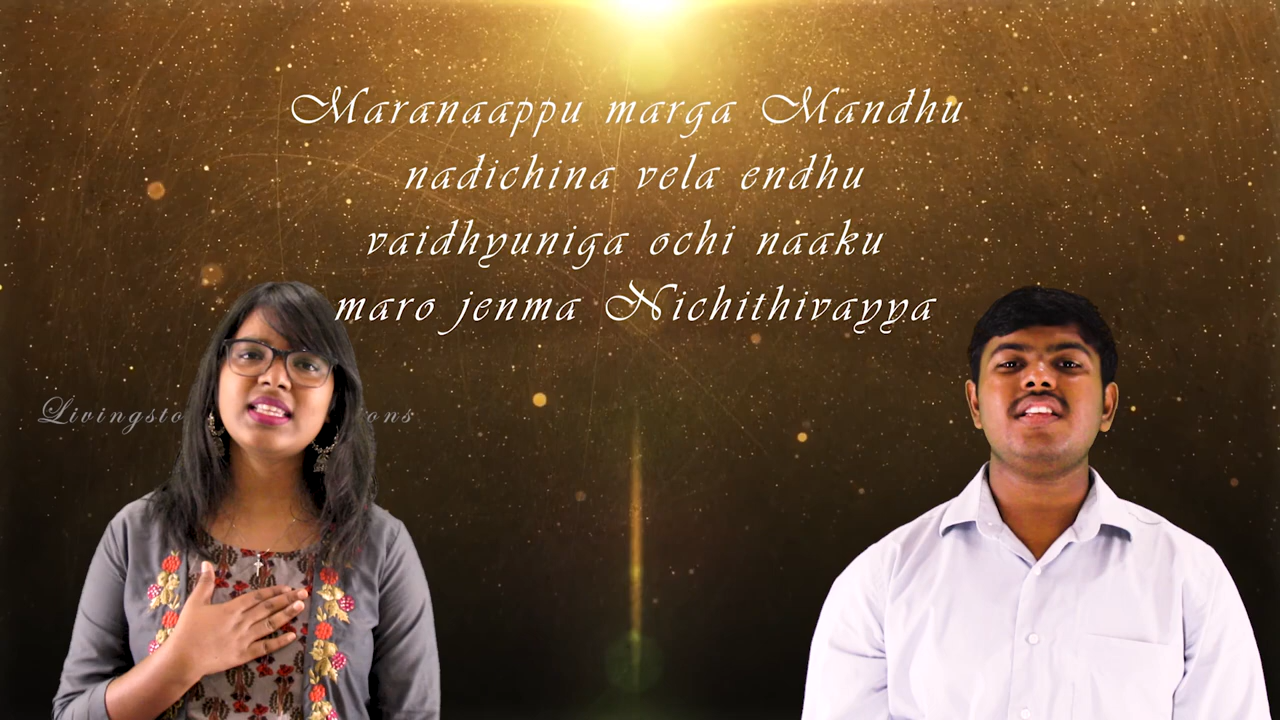 Maranaappu marga Mandhu
nadichina vela endhu
vaidhyuniga ochi naaku
maro jenma Nichithivayya